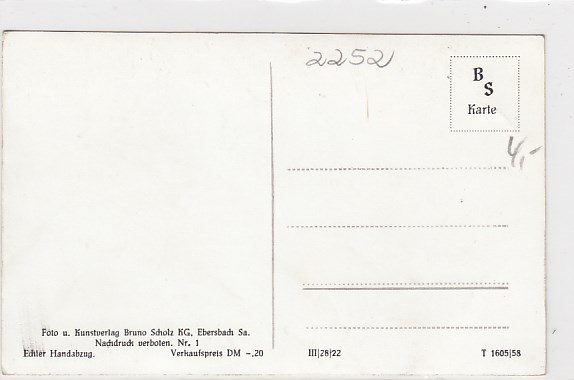 2252
B
S
Karte
4,-
Foto u. Kunstverlag Bruno Scholz KG, Ebersbach Sa.
Nachdruck verboten. Nr. 1
Echter Handabzug. Verkaufspreis DM -,20
III|28|22
T 1605|58